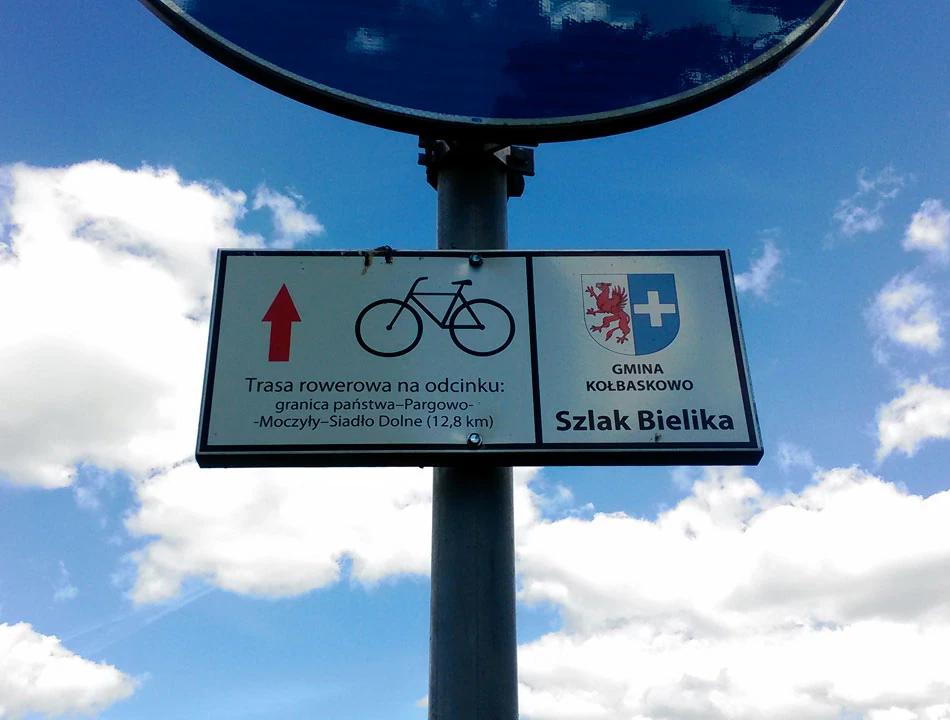 Trasa rowerowa na odcinku:
granica państwa–Pargowo-
-Moczyły–Siadło Dolne (12,8 km)
GMINA
KOŁBASKOWO
Szlak Bielika